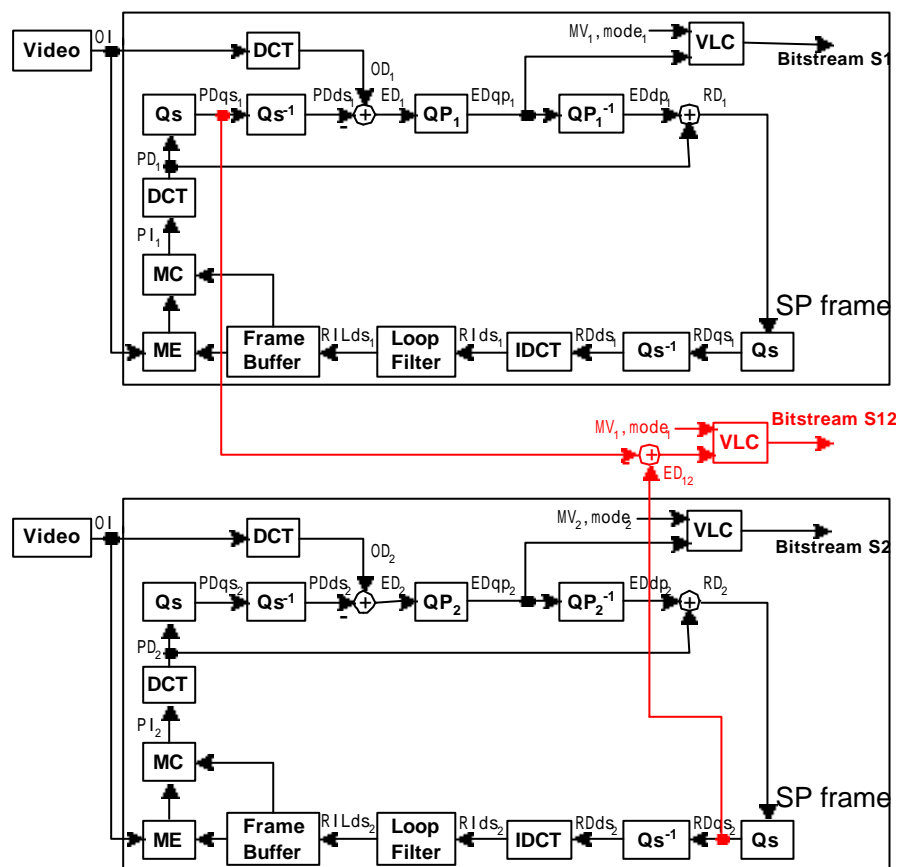 OI
MV1,mode1
Video
DCT
VLC
Bitstream S1
OD1
PDqs1
PDds1
ED1
EDqp1
EDdp1
RD1
Qs
Qs-1
-
+
QP1
QP1-1
+
PD1
DCT
PI1
MC
SP frame
ME
Frame Buffer
RILds1
Loop Filter
RIds1
IDCT
RDds1
Qs-1
RDqs1
Qs
MV1,mode1
Bitstream S12
VLC
-
+
ED12
OI
MV2,mode2
Video
DCT
VLC
Bitstream S2
OD2
PDqs2
PDds2
ED2
EDqp2
EDdp2
RD2
Qs
Qs-1
-
+
QP2
QP2-1
+
PD2
DCT
PI2
MC
SP frame
ME
Frame Buffer
RILds2
Loop Filter
RIds2
IDCT
RDds2
Qs-1
RDqs2
Qs